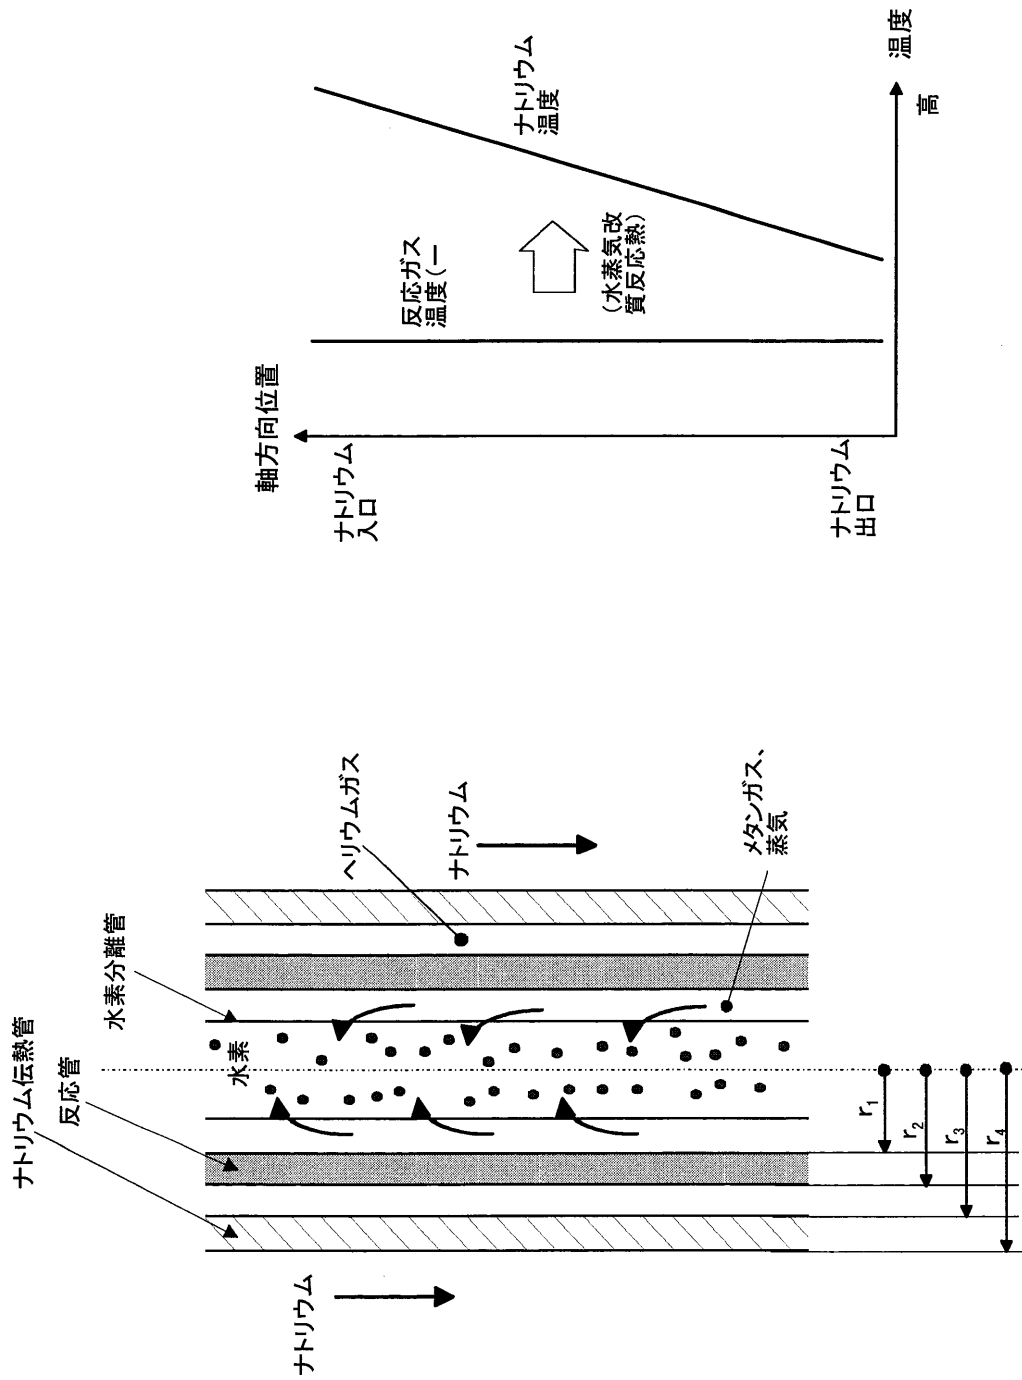 ナトリウム伝熱管
反応管
水素分離管
水素
ヘリウムガス
ナトリウム
メタンガス、
蒸気
ナトリウム
r1
r2
r3
r4
軸方向位置
ナトリウム
入口
ナトリウム
出口
反応ガス
温度(一
(水蒸気改
質反応熱)
ナトリウム
温度
高
温度